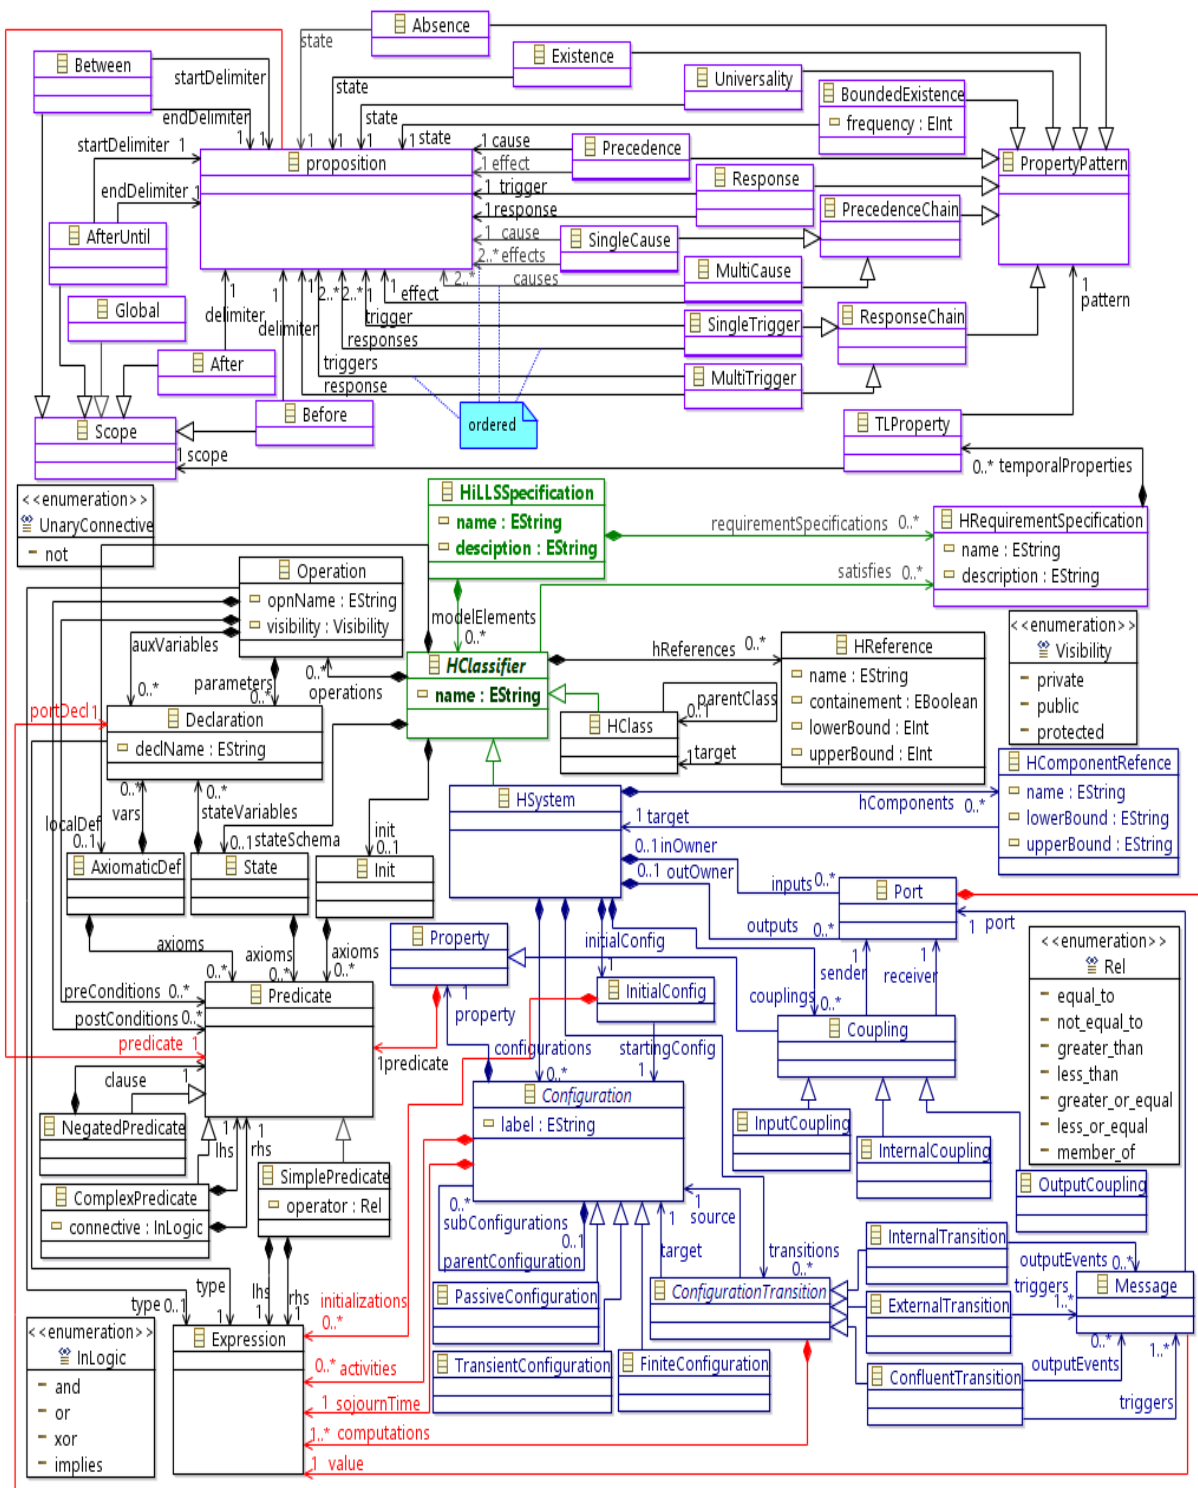 Absence
state
Between
Existence
startDelimiter
state
Universality
BoundedExistence
frequency : EInt
endDelimiter
state
1 1 1 1 1 1
state
startDelimiter 1
proposition
1 cause
Precedence
PropertyPattern
1 effect
Response
endDelimiter 1
1 trigger
1 response
PrecedenceChain
AfterUntil
1 cause
SingleCause
2..* effects
MultiCause
2..* causes
1
Global
delimiter
1
delimiter
1 2..* 2..* 1 1
effect
1
pattern
trigger
SingleTrigger
ResponseChain
responses
After
triggers
MultiTrigger
response
Before
ordered
Scope
TLProperty
1 scope
0..* temporalProperties
<<enumeration>>
UnaryConnective
not
HiLLSSpecification
name : EString
desciption : EString
requirementSpecifications 0..*
HRequirementSpecification
name : EString
description : EString
Operation
opnName : EString
visibility : Visibility
satisfies 0..*
modelElements
0..*
<<enumeration>>
Visibility
private
public
protected
auxVariables
0..*
parameters
0..*
0..*
operations
HClassifier
name : EString
hReferences 0..*
HReference
name : EString
containement : EBoolean
lowerBound : EInt
upperBound : EInt
parentClass
0..1
HClass
1 target
portDecl 1
Declaration
declName : EString
HComponentRefence
name : EString
lowerBound : EString
upperBound : EString
HSystem
hComponents 0..*
1 target
0..*
vars
0..*
stateVariables
localDef
0..1
0..1 stateSchema
init
0..1
0..1 inOwner
0..1 outOwner
AxiomaticDef
State
Init
inputs 0..*
Port
outputs 0..*
1 port
axioms
0..*
axioms
0..*
axioms
0..*
Property
initialConfig
1
1
sender
1
receiver
<<enumeration>>
Rel
equal_to
not_equal_to
greater_than
less_than
greater_or_equal
less_or_equal
member_of
preConditions 0..*
Predicate
InitialConfig
couplings
0..*
1
property
postConditions 0..*
Coupling
predicate 1
configurations
0..*
startingConfig
1
1predicate
clause
1
Configuration
label : EString
NegatedPredicate
1
lhs
1
rhs
InputCoupling
InternalCoupling
SimplePredicate
operator : Rel
OutputCoupling
ComplexPredicate
connective : InLogic
0..*
subConfigurations
0..1
parentConfiguration
1
source
1
target
transitions
0..*
InternalTransition
outputEvents
0..*
triggers
1..*
Message
ConfigurationTransition
PassiveConfiguration
ExternalTransition
type 0..1
type
1
lhs
1
rhs
1
initializations
0..*
<<enumeration>>
InLogic
and
or
xor
implies
Expression
TransientConfiguration
FiniteConfiguration
ConfluentTransition
0..*
outputEvents
1..*
triggers
0..* activities
1 sojournTime
1..* computations
1 value